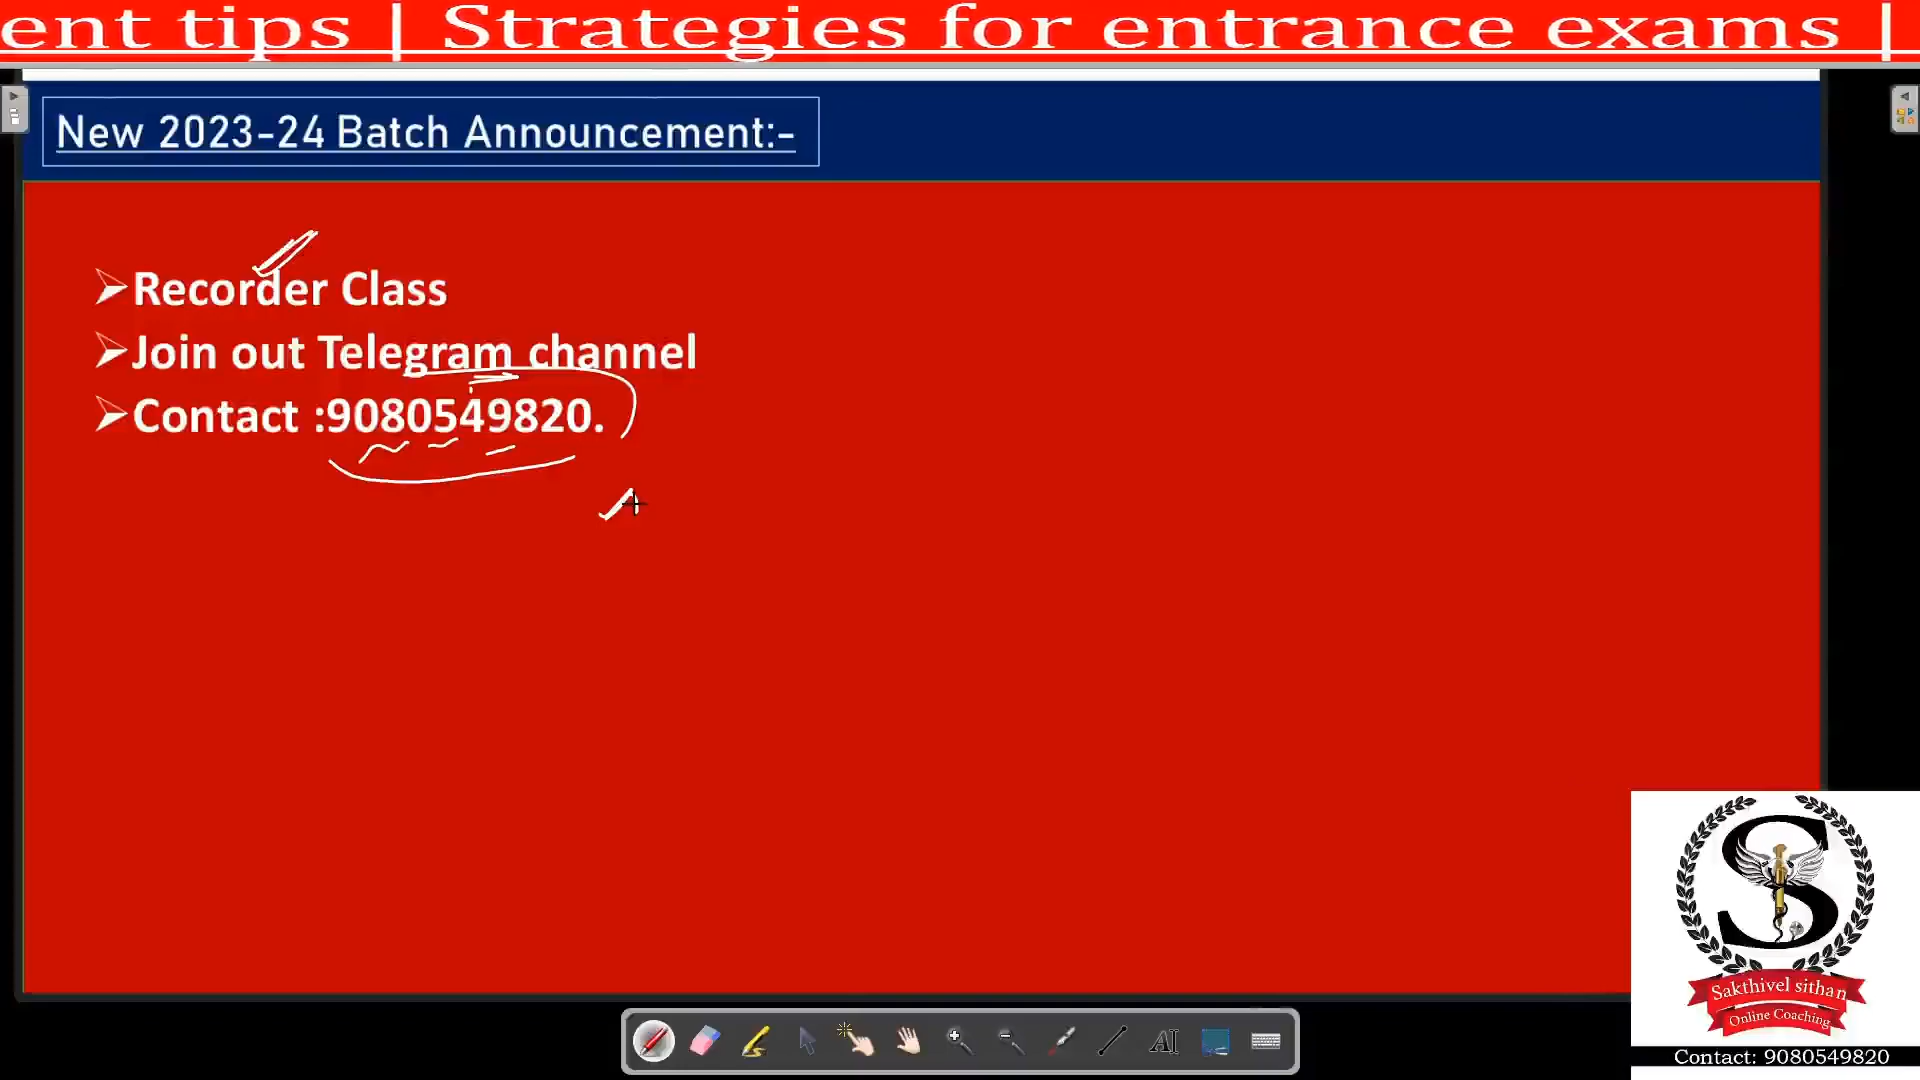 ent tips | Strategies for entrance exams |
New 2023-24 Batch Announcement:-
➢Recorder Class
➢Join out Telegram channel
➢Contact :9080549820.
S
Sakthivel sithan
Online Coaching
Contact: 9080549820
AI